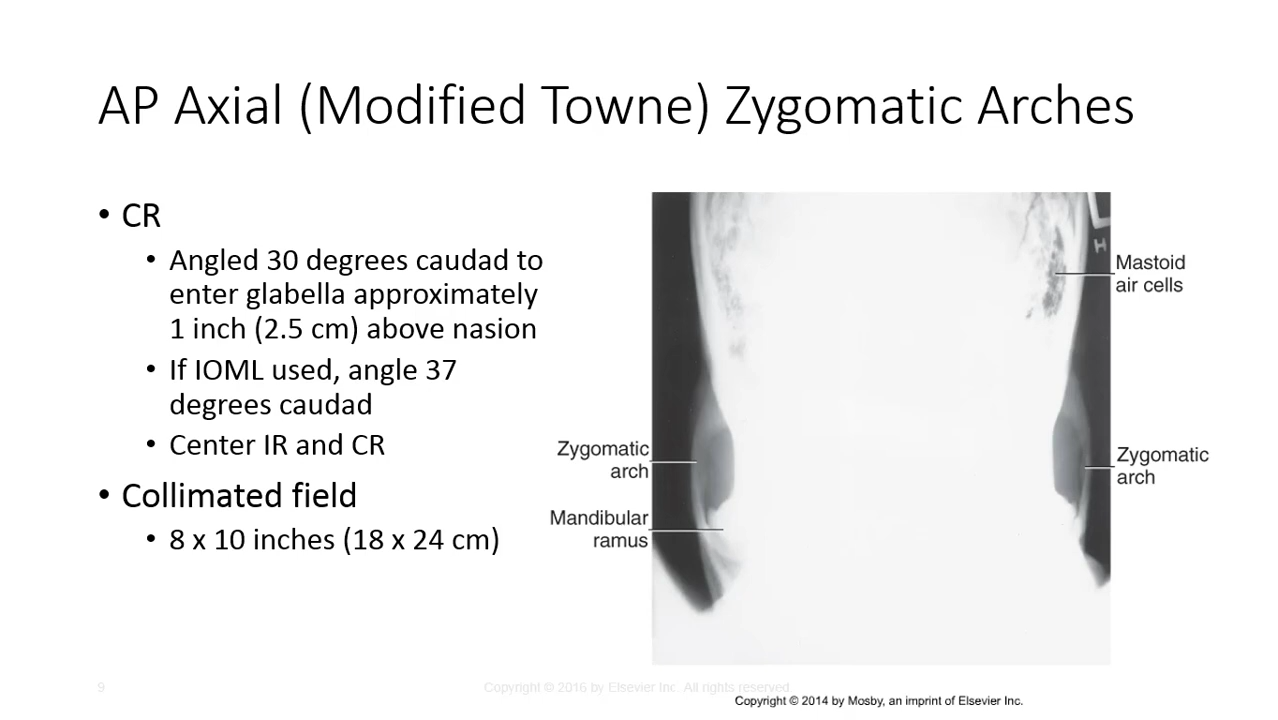 AP Axial (Modified Towne) Zygomatic Arches
• CR
• Angled 30 degrees caudad to
enter glabella approximately
1 inch (2.5 cm) above nasion
• If IOML used, angle 37
degrees caudad
• Center IR and CR
• Collimated field
• 8 x 10 inches (18 x 24 cm)
H
Mastoid
air cells
Zygomatic
arch
Mandibular
ramus
Zygomatic
arch
9
Copyright © 2016 by Elsevier Inc. All rights reserved.
Copyright © 2014 by Mosby, an imprint of Elsevier Inc.